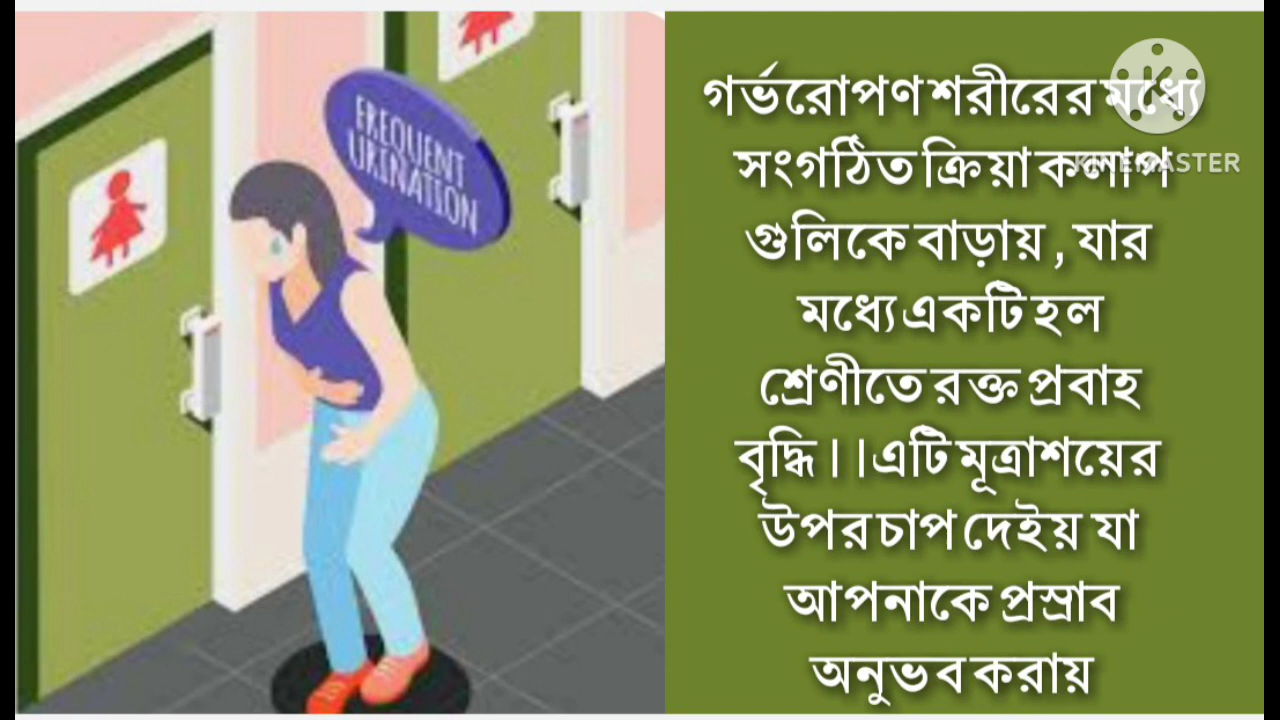 FREQUENT
URINATION
গর্ভরোপণ শরীরের মধ্যে
সংগঠিত ক্রিয়া কলাপ
গুলিকে বাড়ায় , যার
মধ্যে একটি হল
শ্রেণীতে রক্ত প্রবাহ
বৃদ্ধি।।এটি মূত্রাশয়ের
উপর চাপ দেইয় যা
আপনাকে প্রস্রাব
অনুভব করায়
KINEMASTER